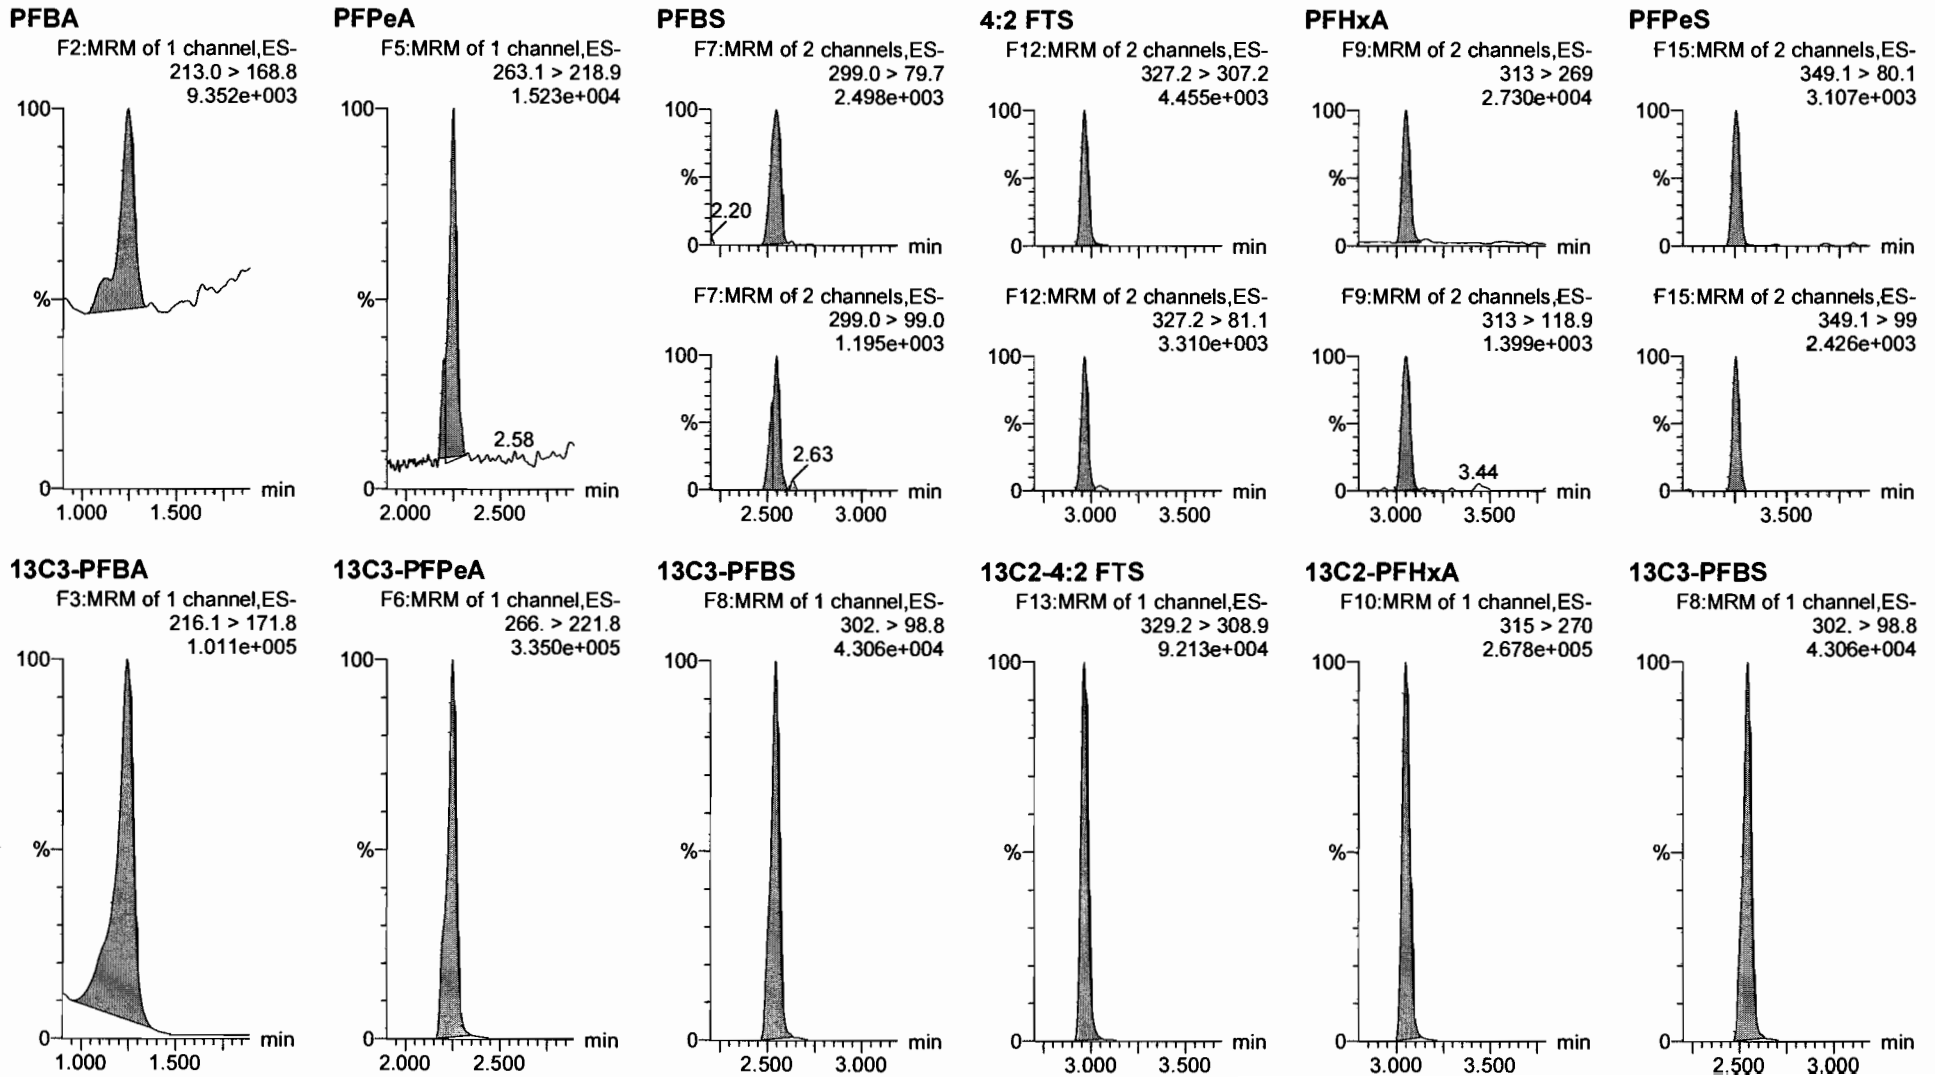 PFBA
F2:MRM of 1 channel,ES-
213.0 > 168.8
9.352e+003
100
%
0
min
1.000 1.500
PFPeA
F5:MRM of 1 channel,ES-
263.1 > 218.9
1.523e+004
100
%
2.58
0
min
2.000 2.500
PFBS
F7:MRM of 2 channels,ES-
299.0 > 79.7
2.498e+003
100
%
2.20
0
min
F7:MRM of 2 channels,ES-
299.0 > 99.0
1.195e+003
100
%
2.63
0
min
2.500 3.000
4:2 FTS
F12:MRM of 2 channels,ES-
327.2 > 307.2
4.455e+003
100
%
0
min
F12:MRM of 2 channels,ES-
327.2 > 81.1
3.310e+003
100
%
0
min
3.000 3.500
PFHxA
F9:MRM of 2 channels,ES-
313 > 269
2.730e+004
100
%
0
min
F9:MRM of 2 channels,ES-
313 > 118.9
1.399e+003
100
%
3.44
0
min
3.000 3.500
PFPeS
F15:MRM of 2 channels,ES-
349.1 > 80.1
3.107e+003
100
%
0
min
F15:MRM of 2 channels,ES-
349.1 > 99
2.426e+003
100
%
0
min
3.500
13C3-PFBA
F3:MRM of 1 channel,ES-
216.1 > 171.8
1.011e+005
100
%
0
min
1.000 1.500
13C3-PFPeA
F6:MRM of 1 channel,ES-
266. > 221.8
3.350e+005
100
%
0
min
2.000 2.500
13C3-PFBS
F8:MRM of 1 channel,ES-
302. > 98.8
4.306e+004
100
%
0
min
2.500 3.000
13C2-4:2 FTS
F13:MRM of 1 channel,ES-
329.2 > 308.9
9.213e+004
100
%
0
min
3.000 3.500
13C2-PFHxA
F10:MRM of 1 channel,ES-
315 > 270
2.678e+005
100
%
0
min
3.000 3.500
13C3-PFBS
F8:MRM of 1 channel,ES-
302. > 98.8
4.306e+004
100
%
0
min
2.500 3.000